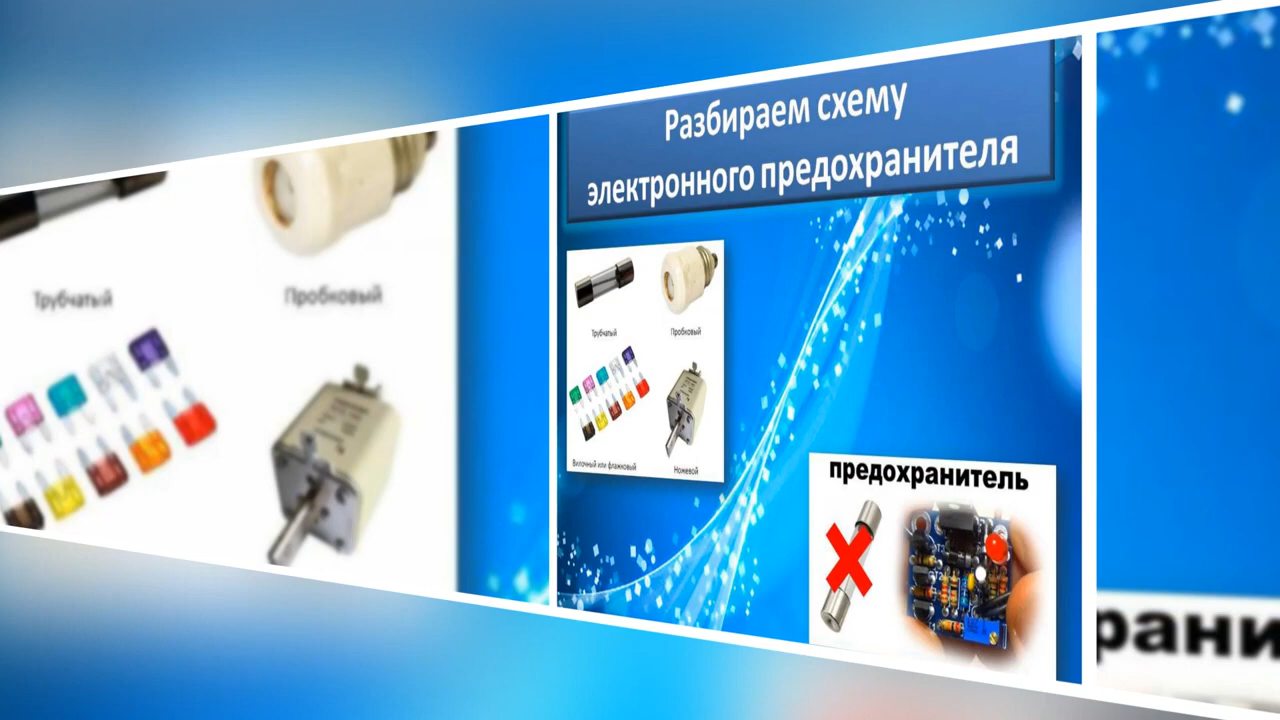 Трубчатый
Пробковый
Разбираем схему
электронного предохранителя
Трубчатый
Пробковый
Вилочный или флажковый
Ножевой
предохранитель
рани